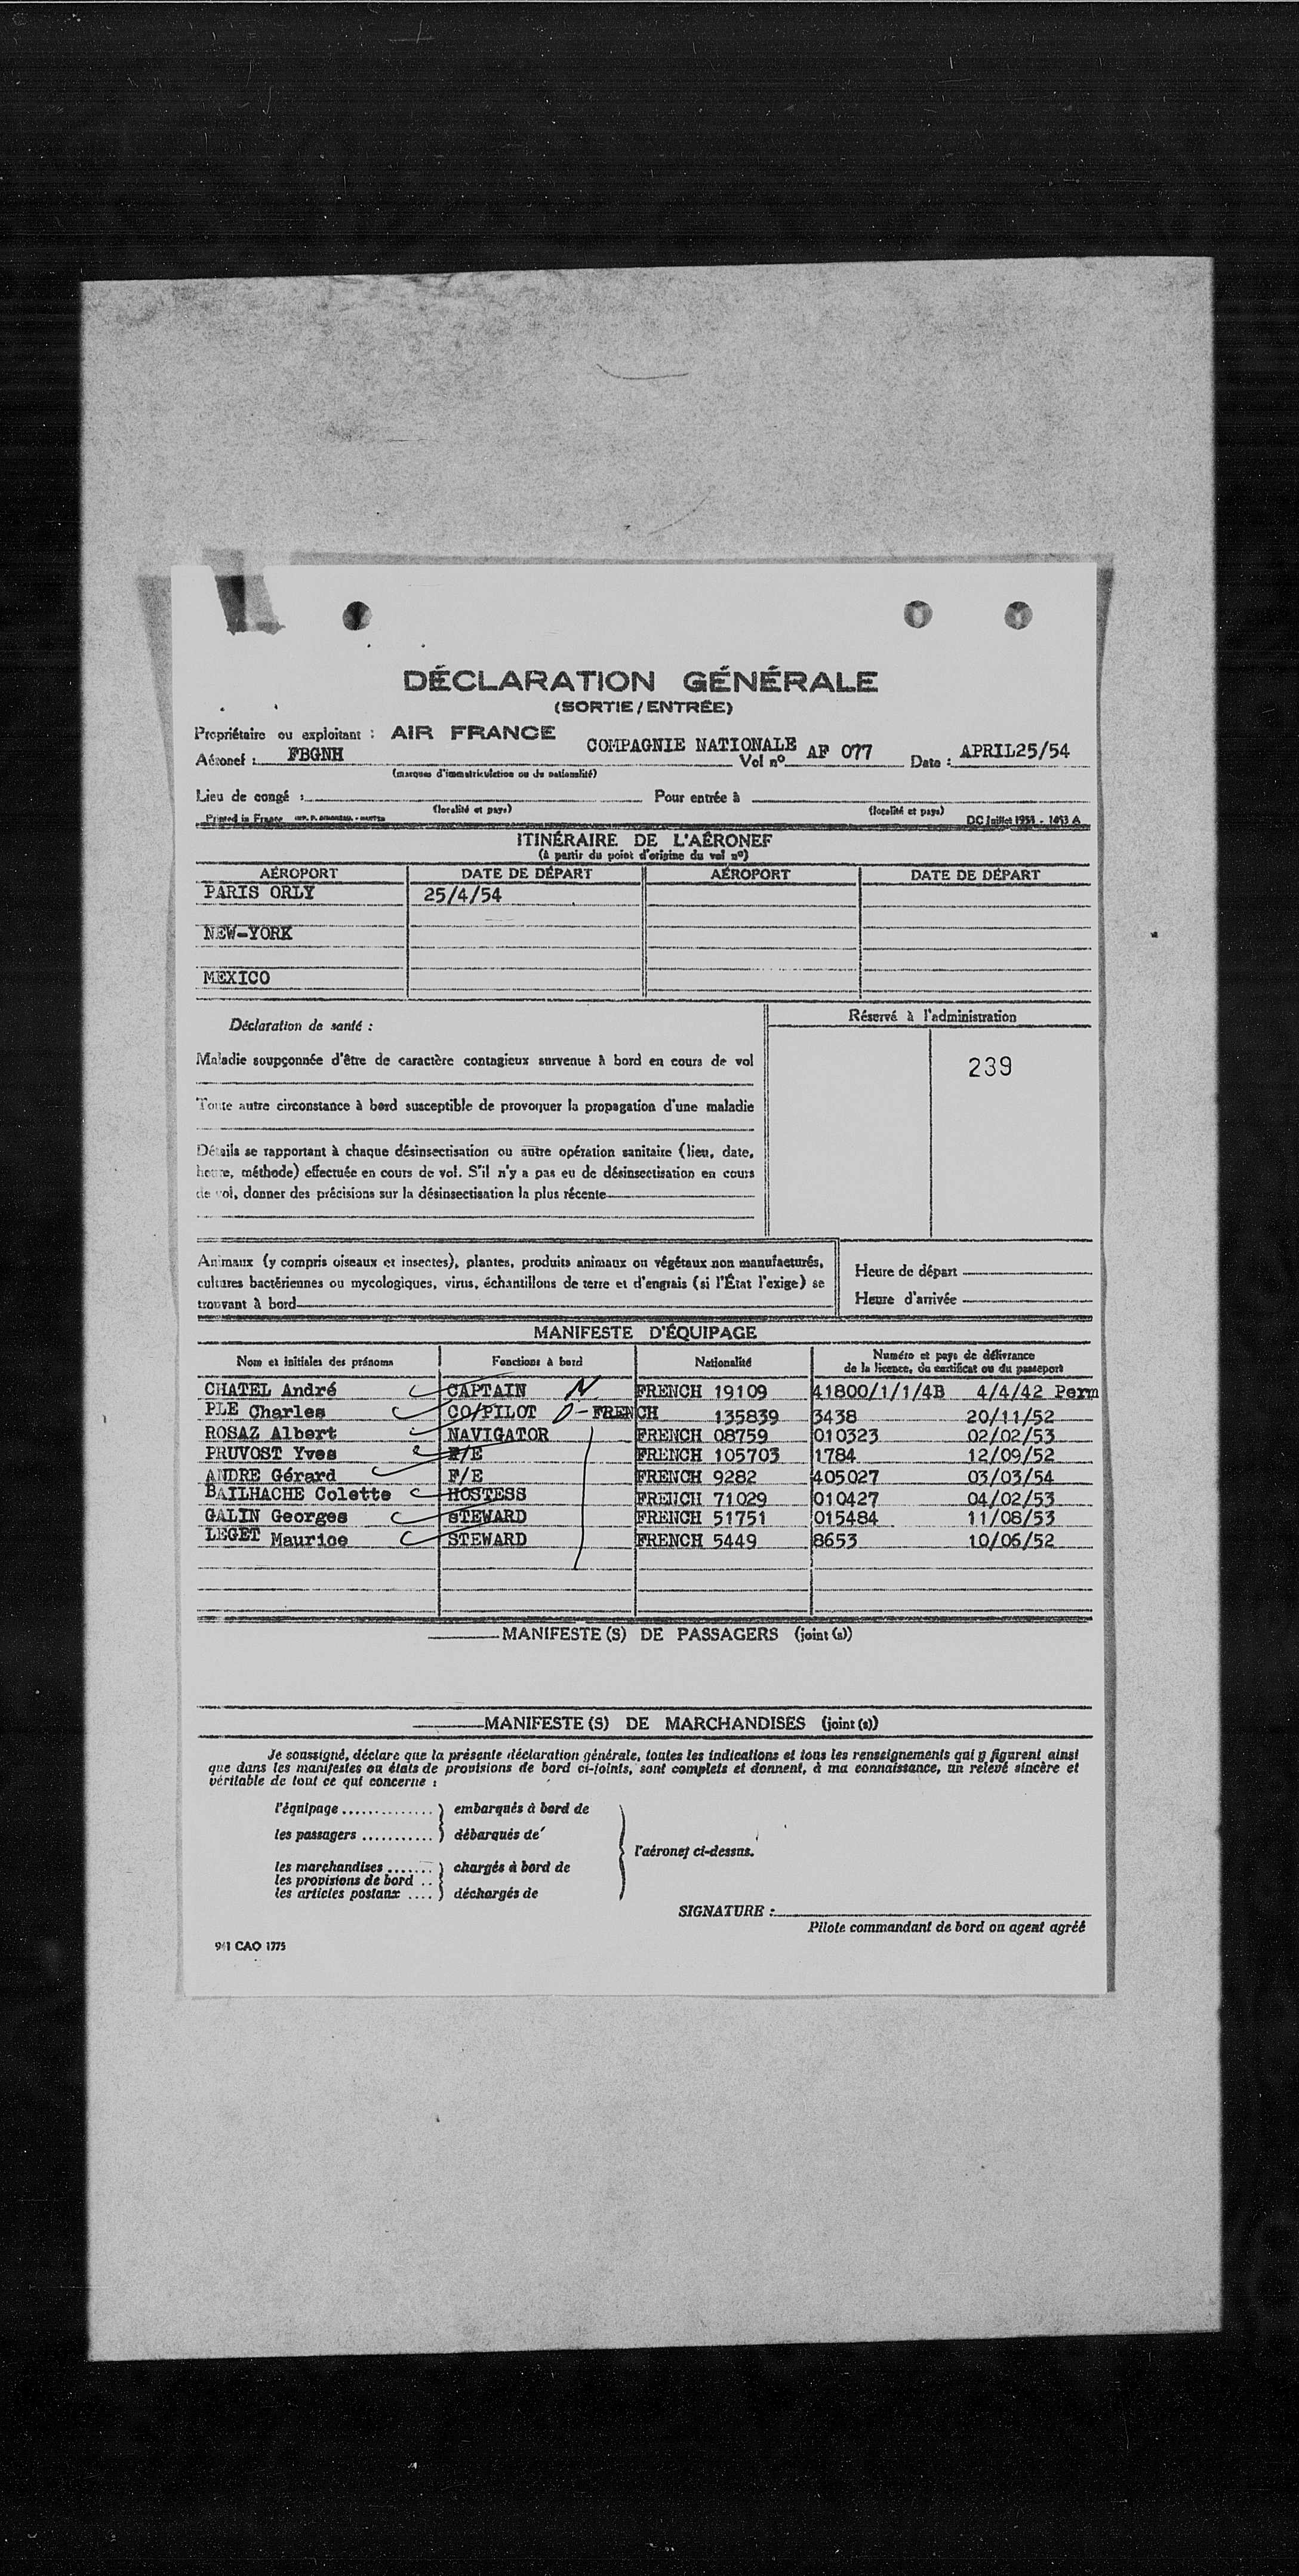 DÉCLARATION GÉNÉRALE
(SORTIE/ENTRÉE)
Propriétaire ou exploitant : AIR FRANCE COMPAGNIE NATIONALE
Aéronef : FBGNH Vol nº AF 077 Date : APRIL25/54
(marques d'immatriculation ou de nationalité)
Lieu de congé : Pour entrée à
(localité et pays) (localité et pays)
Printed in France DC Juillet 1953 - 1413 A
ITINÉRAIRE DE L'AÉRONEF
(à partir du point d'origine du vol nº)
AÉROPORT DATE DE DÉPART AÉROPORT DATE DE DÉPART
PARIS ORLY 25/4/54
NEW-YORK
MEXICO
Déclaration de santé :
Réservé à l'administration
Maladie soupçonnée d'être de caractère contagieux survenue à bord en cours de vol
239
Toute autre circonstance à bord susceptible de provoquer la propagation d'une maladie
Détails se rapportant à chaque désinsectisation ou autre opération sanitaire (lieu, date,
heure, méthode) effectuée en cours de vol. S'il n'y a pas eu de désinsectisation en cours
de vol, donner des précisions sur la désinsectisation la plus récente
Animaux (y compris oiseaux et insectes), plantes, produits animaux ou végétaux non manufacturés,
cultures bactériennes ou mycologiques, virus, échantillons de terre et d'engrais (si l'État l'exige) se
trouvant à bord
Heure de départ
Heure d'arrivée
MANIFESTE D'ÉQUIPAGE
Nom et initiales des prénoms Fonctions à bord Nationalité Numéro et pays de délivrance
de la licence, du certificat ou du passeport
CHATEL André CAPTAIN N FRENCH 19109 41800/1/1/4B 4/4/42 Perm
PLE Charles CO/PILOT O - FRENCH 135839 3438 20/11/52
ROSAZ Albert NAVIGATOR FRENCH 08759 010323 02/02/53
PRUVOST Yves R/E FRENCH 105703 1784 12/09/52
ANDRE Gérard F/E FRENCH 9282 405027 03/03/54
BAILHACHE Colette HOSTESS FRENCH 71029 010427 04/02/53
GALIN Georges STEWARD FRENCH 51751 015484 11/08/53
LEGET Maurice STEWARD FRENCH 5449 8653 10/06/52
MANIFESTE(S) DE PASSAGERS (joint (s))
MANIFESTE(S) DE MARCHANDISES (joint (s))
Je soussigné, déclare que la présente déclaration générale, toutes les indications et tous les renseignements qui y figurent ainsi
que dans les manifestes ou états de provisions de bord ci-joints, sont complets et donnent, à ma connaissance, un relevé sincère et
véritable de tout ce qui concerne :
l'équipage .............. ) embarqués à bord de
les passagers ........... ) débarqués de
l'aéronef ci-dessus.
les marchandises ....... ) chargés à bord de
les provisions de bord ..
les articles postaux .... ) déchargés de
SIGNATURE :
Pilote commandant de bord ou agent agréé
941 CAO 1775